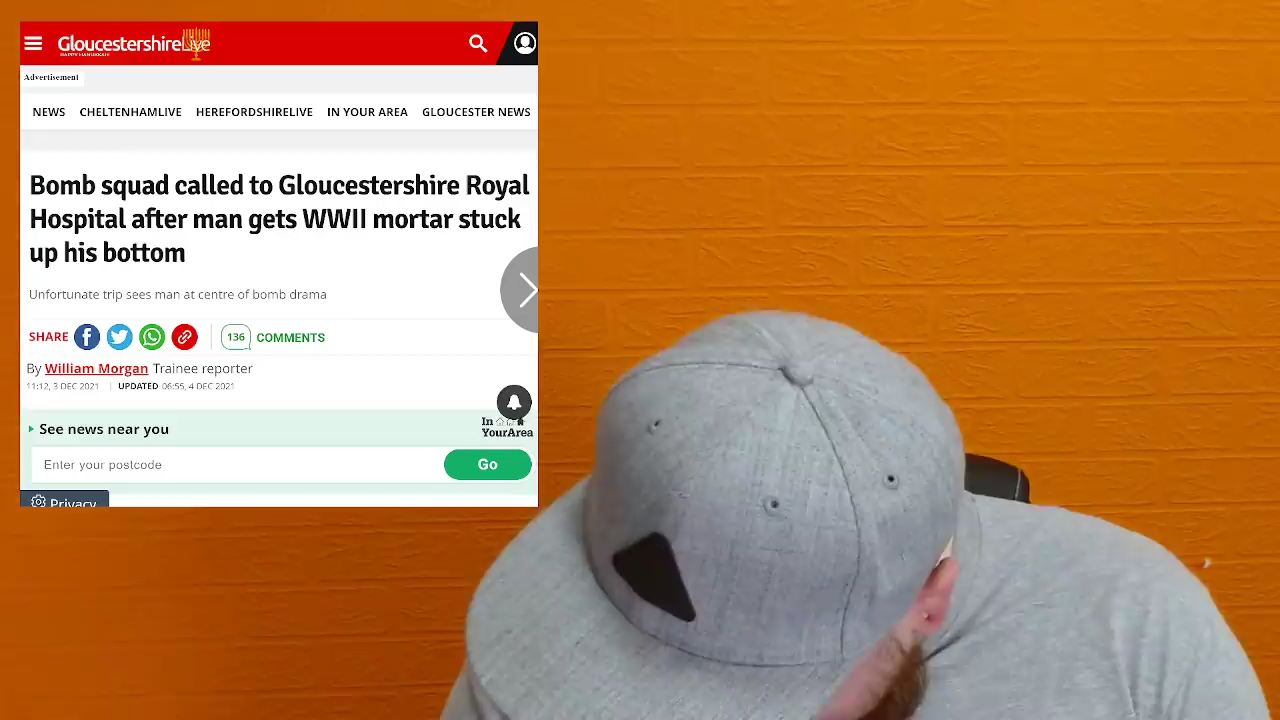 GloucestershireLive
HAPPY HANUKKAH
Advertisement
NEWS CHELTENHAMLIVE HEREFORDSHIRELIVE IN YOUR AREA GLOUCESTER NEWS
Bomb squad called to Gloucestershire Royal
Hospital after man gets WWII mortar stuck
up his bottom
Unfortunate trip sees man at centre of bomb drama
SHARE 136 COMMENTS
By William Morgan Trainee reporter
11:12, 3 DEC 2021 | UPDATED 06:55, 4 DEC 2021
See news near you
In
YourArea
Enter your postcode Go
Privacy